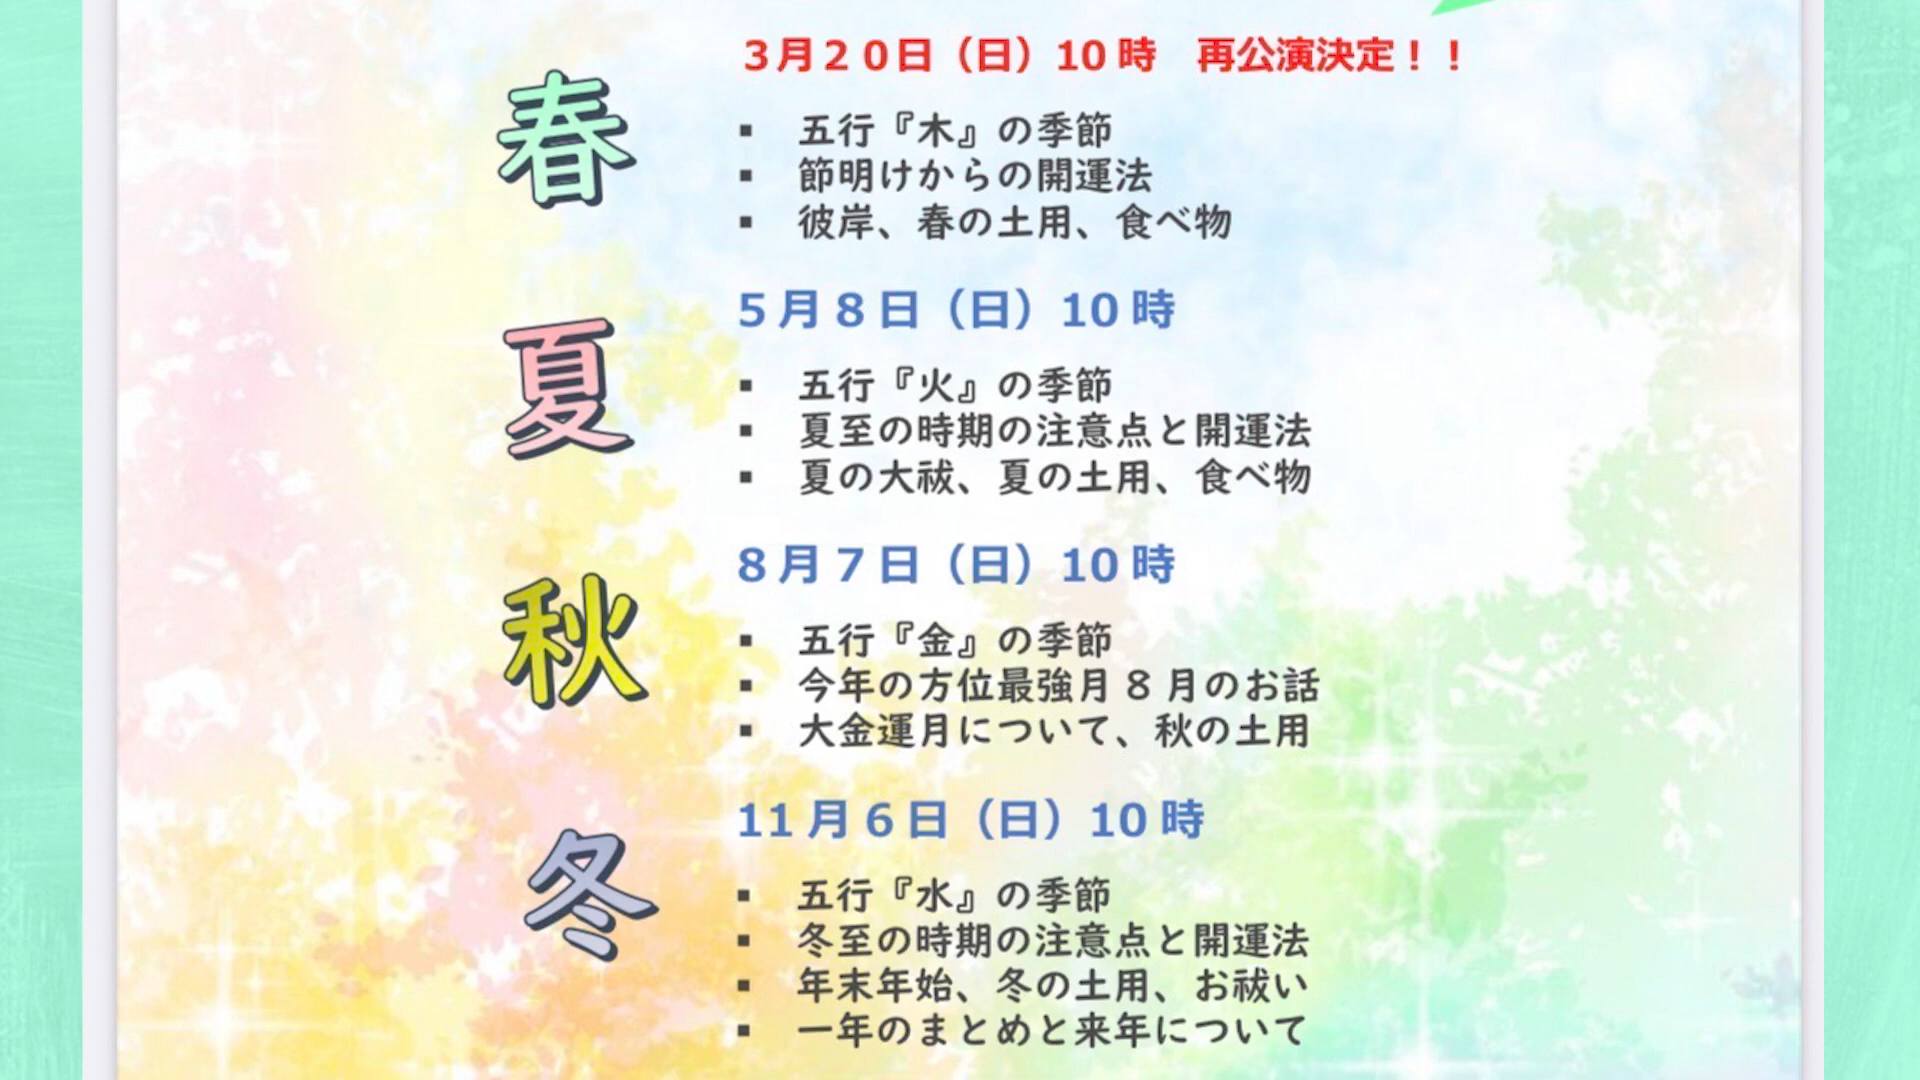 春
3月20日（日）10時　再公演決定！！
▪ 五行『木』の季節
▪ 節明けからの開運法
▪ 彼岸、春の土用、食べ物
夏
5月8日（日）10時
▪ 五行『火』の季節
▪ 夏至の時期の注意点と開運法
▪ 夏の大祓、夏の土用、食べ物
秋
8月7日（日）10時
▪ 五行『金』の季節
▪ 今年の方位最強月8月のお話
▪ 大金運月について、秋の土用
冬
11月6日（日）10時
▪ 五行『水』の季節
▪ 冬至の時期の注意点と開運法
▪ 年末年始、冬の土用、お祓い
▪ 一年のまとめと来年について